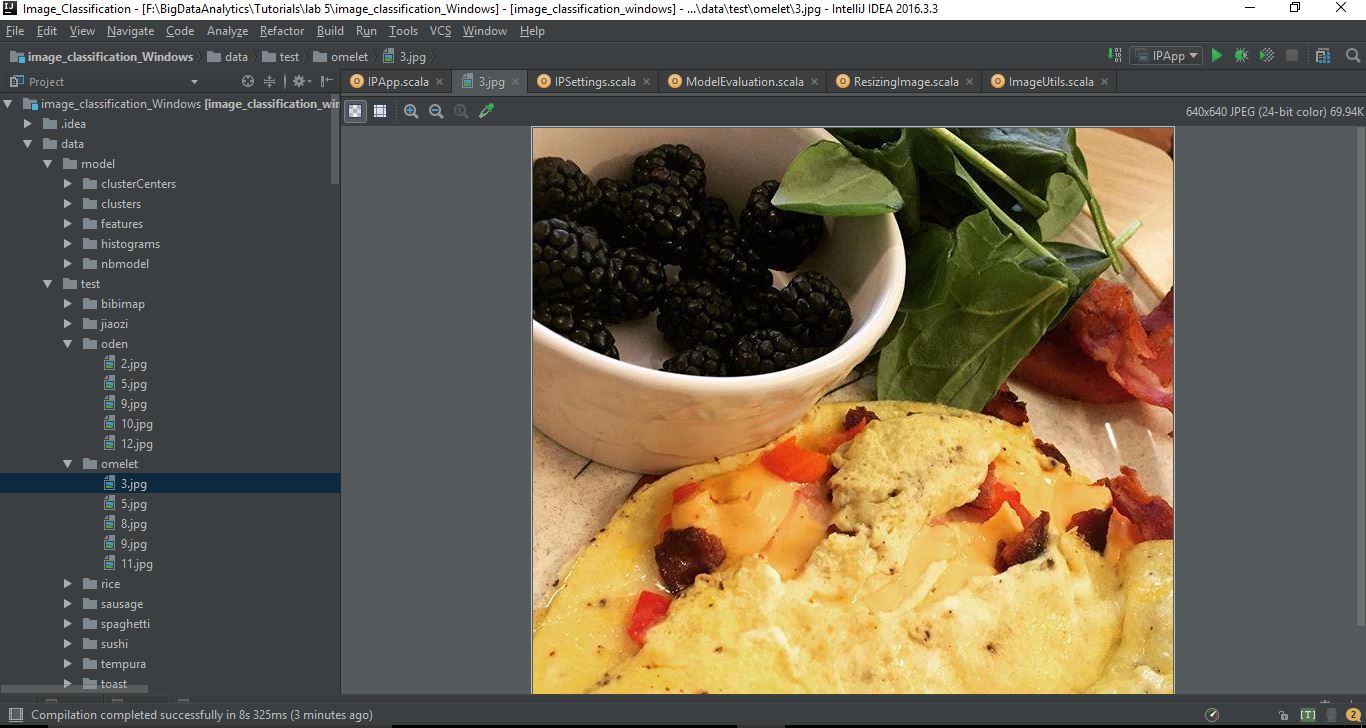 Image_Classification - [F:\BigDataAnalytics\Tutorials\lab 5\image_classification_Windows] - [image_classification_windows] - ...\data\test\omelet\3.jpg - IntelliJ IDEA 2016.3.3
File Edit View Navigate Code Analyze Refactor Build Run Tools VCS Window Help
image_classification_Windows data test omelet 3.jpg IPApp
Project IPApp.scala 3.jpg IPSettings.scala ModelEvaluation.scala ResizingImage.scala ImageUtils.scala
640x640 JPEG (24-bit color) 69.94K
image_classification_Windows [image_classification_win
.idea
data
model
clusterCenters
clusters
features
histograms
nbmodel
test
bibimap
jiaozi
oden
2.jpg
5.jpg
9.jpg
10.jpg
12.jpg
omelet
3.jpg
5.jpg
8.jpg
9.jpg
11.jpg
rice
sausage
spaghetti
sushi
tempura
toast
Compilation completed successfully in 8s 325ms (3 minutes ago) [T] 2